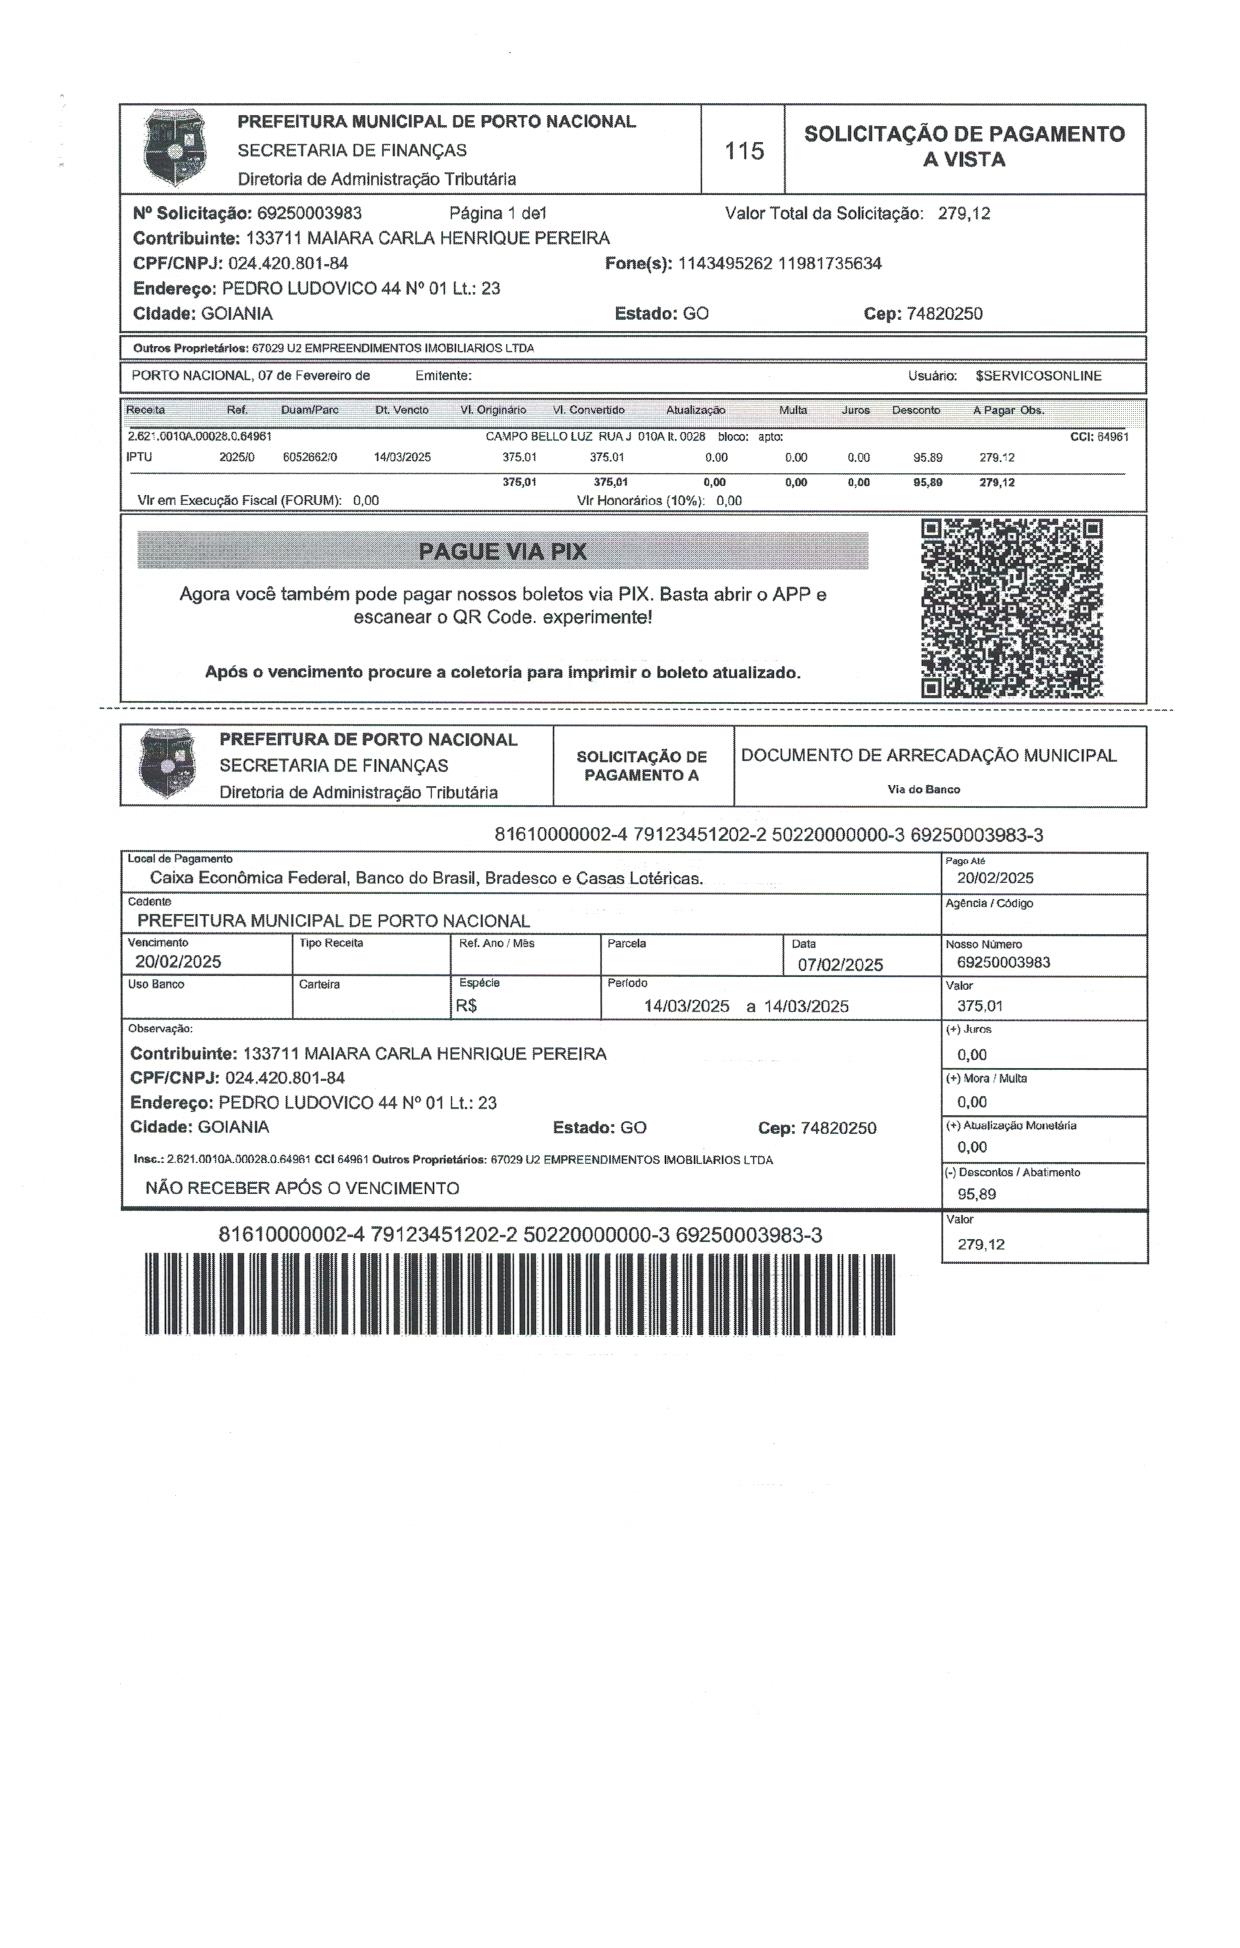 PREFEITURA MUNICIPAL DE PORTO NACIONAL
SECRETARIA DE FINANÇAS
Diretoria de Administração Tributária
115
SOLICITAÇÃO DE PAGAMENTO
A VISTA
Nº Solicitação: 69250003983 Página 1 de1 Valor Total da Solicitação: 279,12
Contribuinte: 133711 MAIARA CARLA HENRIQUE PEREIRA
CPF/CNPJ: 024.420.801-84 Fone(s): 1143495262 11981735634
Endereço: PEDRO LUDOVICO 44 Nº 01 Lt.: 23
Cidade: GOIANIA Estado: GO Cep: 74820250
Outros Proprietários: 67029 U2 EMPREENDIMENTOS IMOBILIARIOS LTDA
PORTO NACIONAL, 07 de Fevereiro de Emitente: Usuário: $SERVICOSONLINE
Receita Ref. Duam/Parc Dt. Vencto Vl. Originário Vl. Convertido Atualização Multa Juros Desconto A Pagar Obs.
2.621.0010A.00028.0.64961 CAMPO BELLO LUZ RUA J 010A lt. 0028 bloco: apto: CCI: 64961
IPTU 2025/0 6052662/0 14/03/2025 375.01 375.01 0.00 0.00 0.00 95.89 279.12
375,01 375,01 0,00 0,00 0,00 95,89 279,12
Vlr em Execução Fiscal (FORUM): 0,00 Vlr Honorários (10%): 0,00
PAGUE VIA PIX
Agora você também pode pagar nossos boletos via PIX. Basta abrir o APP e
escanear o QR Code. experimente!
Após o vencimento procure a coletoria para imprimir o boleto atualizado.
PREFEITURA DE PORTO NACIONAL
SECRETARIA DE FINANÇAS
Diretoria de Administração Tributária
SOLICITAÇÃO DE
PAGAMENTO A
DOCUMENTO DE ARRECADAÇÃO MUNICIPAL
Via do Banco
81610000002-4 79123451202-2 50220000000-3 69250003983-3
Local de Pagamento Pago Até
Caixa Econômica Federal, Banco do Brasil, Bradesco e Casas Lotéricas. 20/02/2025
Cedente Agência / Código
PREFEITURA MUNICIPAL DE PORTO NACIONAL
Vencimento Tipo Receita Ref. Ano / Mês Parcela Data Nosso Número
20/02/2025 07/02/2025 69250003983
Uso Banco Carteira Espécie Período Valor
R$ 14/03/2025 a 14/03/2025 375,01
Observação: (+) Juros
Contribuinte: 133711 MAIARA CARLA HENRIQUE PEREIRA 0,00
CPF/CNPJ: 024.420.801-84 (+) Mora / Multa
Endereço: PEDRO LUDOVICO 44 Nº 01 Lt.: 23 0,00
Cidade: GOIANIA Estado: GO Cep: 74820250 (+) Atualização Monetária
0,00
Insc.: 2.621.0010A.00028.0.64961 CCI 64961 Outros Proprietários: 67029 U2 EMPREENDIMENTOS IMOBILIARIOS LTDA
(-) Descontos / Abatimento
NÃO RECEBER APÓS O VENCIMENTO 95,89
Valor
81610000002-4 79123451202-2 50220000000-3 69250003983-3
279,12